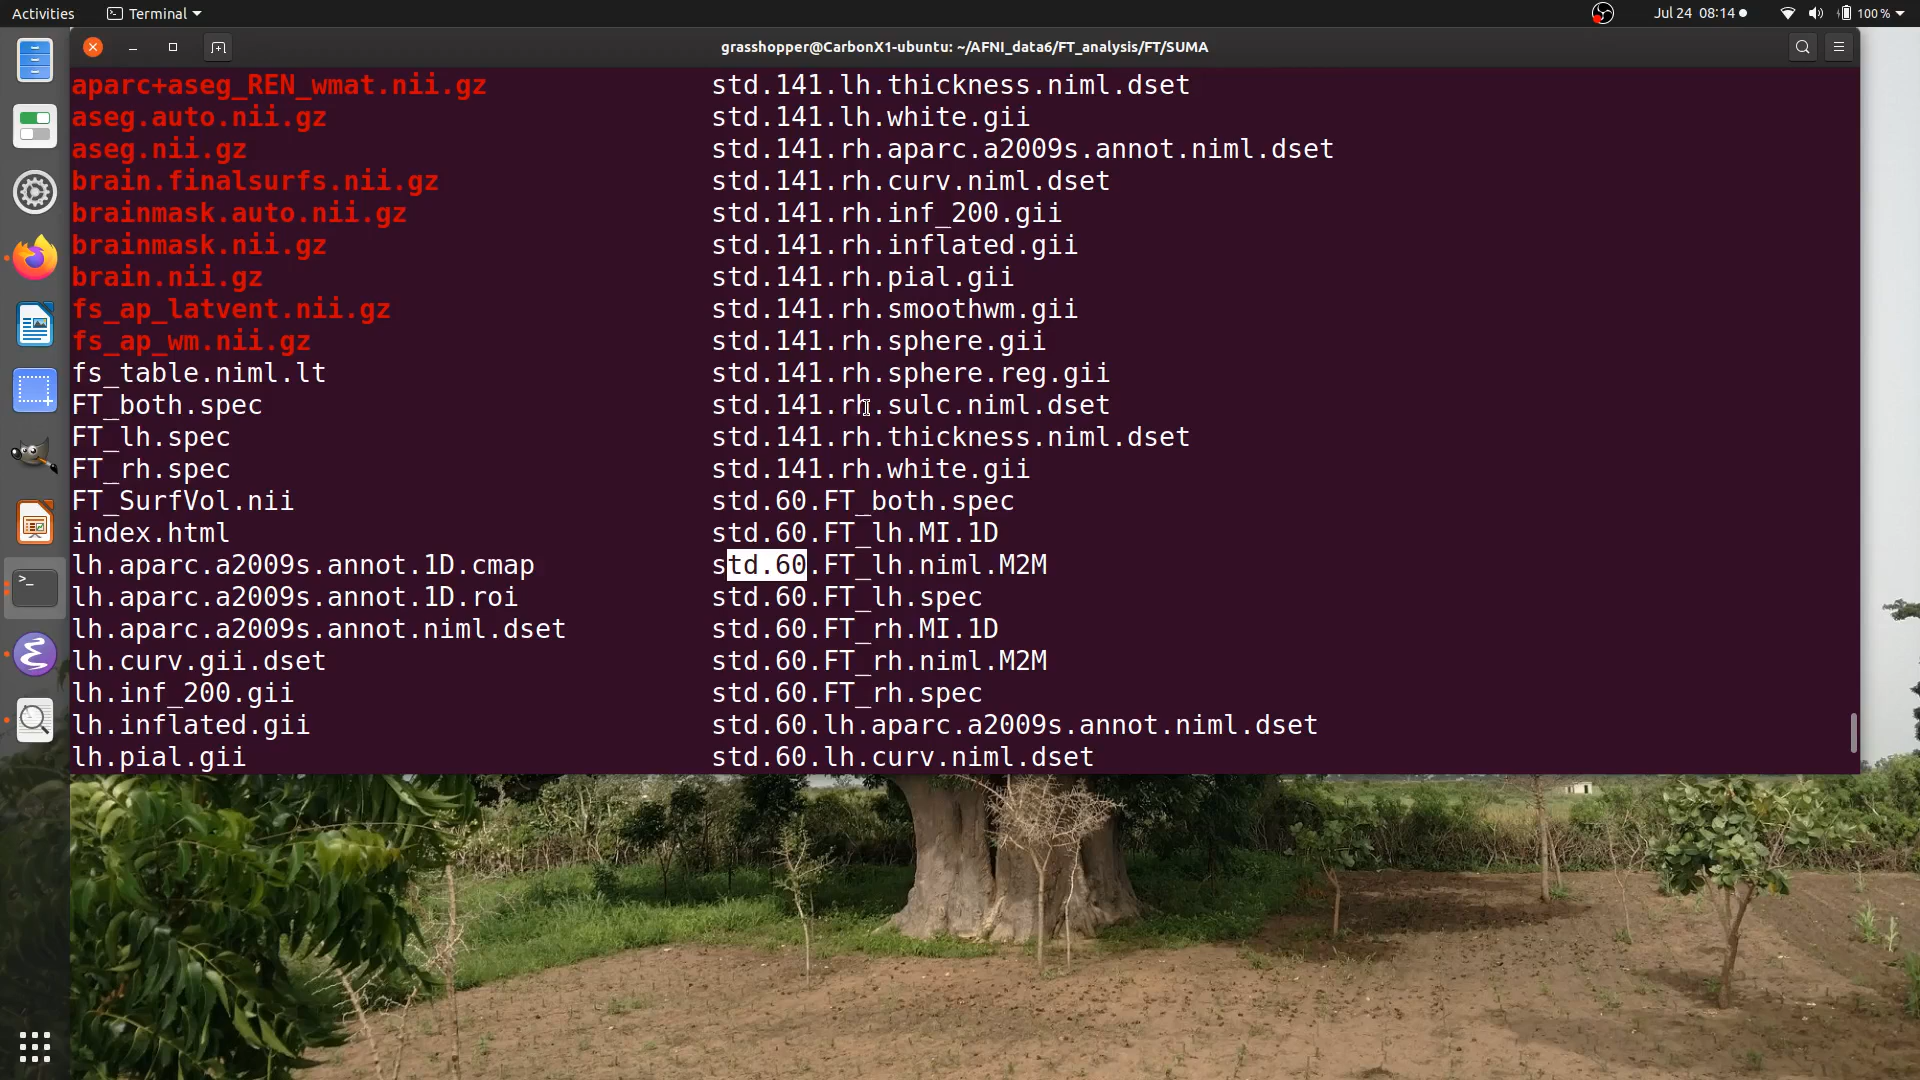 Activities
Terminal
Jul 24 08:14
100 %
grasshopper@CarbonX1-ubuntu: ~/AFNI_data6/FT_analysis/FT/SUMA
aparc+aseg_REN_wmat.nii.gz
aseg.auto.nii.gz
aseg.nii.gz
brain.finalsurfs.nii.gz
brainmask.auto.nii.gz
brainmask.nii.gz
brain.nii.gz
fs_ap_latvent.nii.gz
fs_ap_wm.nii.gz
fs_table.niml.lt
FT_both.spec
FT_lh.spec
FT_rh.spec
FT_SurfVol.nii
index.html
lh.aparc.a2009s.annot.1D.cmap
lh.aparc.a2009s.annot.1D.roi
lh.aparc.a2009s.annot.niml.dset
lh.curv.gii.dset
lh.inf_200.gii
lh.inflated.gii
lh.pial.gii
std.141.lh.thickness.niml.dset
std.141.lh.white.gii
std.141.rh.aparc.a2009s.annot.niml.dset
std.141.rh.curv.niml.dset
std.141.rh.inf_200.gii
std.141.rh.inflated.gii
std.141.rh.pial.gii
std.141.rh.smoothwm.gii
std.141.rh.sphere.gii
std.141.rh.sphere.reg.gii
std.141.rh.sulc.niml.dset
std.141.rh.thickness.niml.dset
std.141.rh.white.gii
std.60.FT_both.spec
std.60.FT_lh.MI.1D
std.60.FT_lh.niml.M2M
std.60.FT_lh.spec
std.60.FT_rh.MI.1D
std.60.FT_rh.niml.M2M
std.60.FT_rh.spec
std.60.lh.aparc.a2009s.annot.niml.dset
std.60.lh.curv.niml.dset